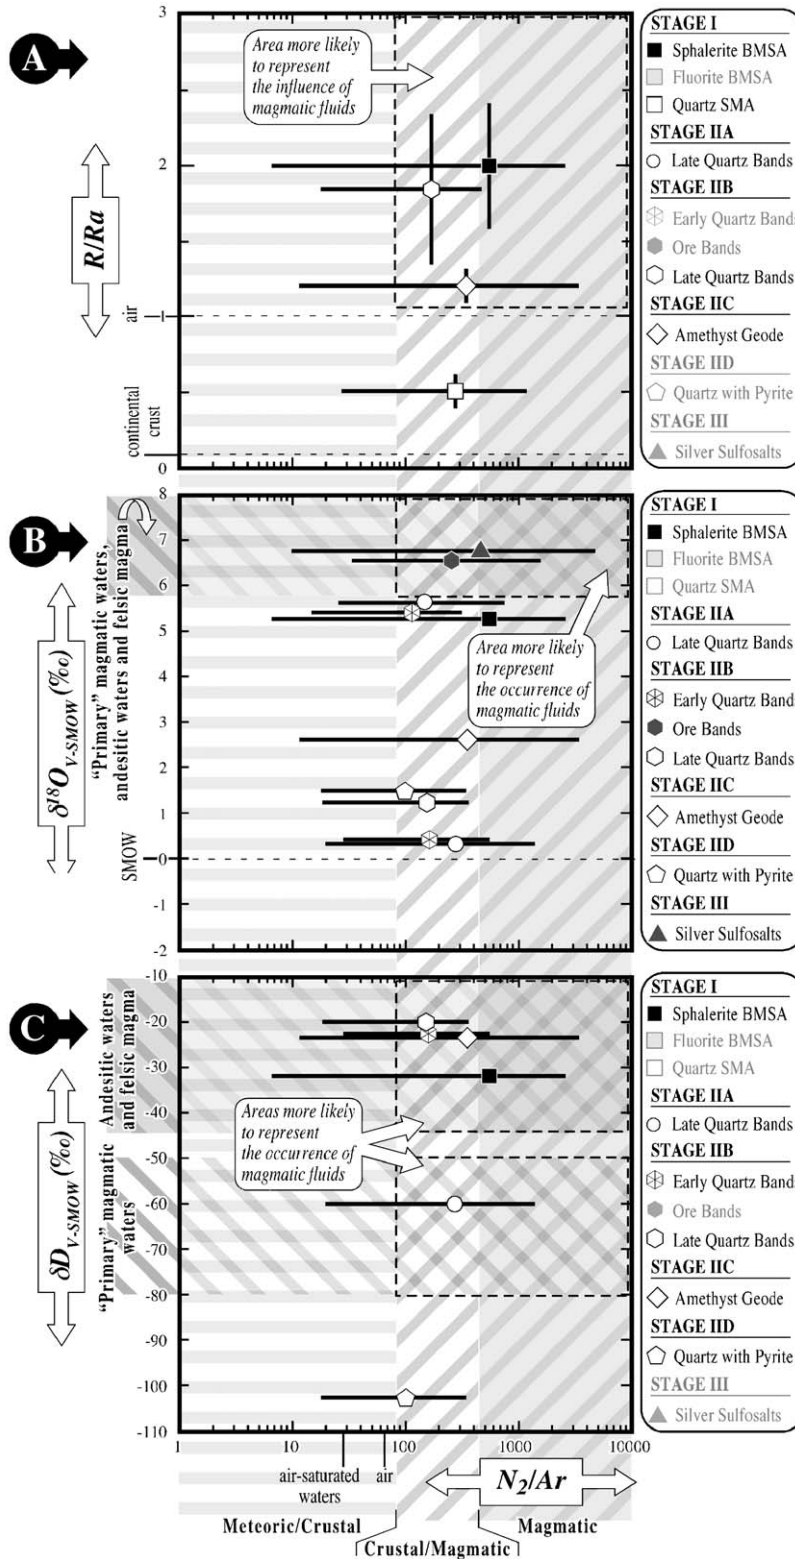 A
R/Ra
air
continental
crust
3
2
1
0
Area more likely
to represent
the influence of
magmatic fluids
STAGE I
Sphalerite BMSA
Fluorite BMSA
Quartz SMA
STAGE IIA
Late Quartz Bands
STAGE IIB
Early Quartz Bands
Ore Bands
Late Quartz Bands
STAGE IIC
Amethyst Geode
STAGE IID
Quartz with Pyrite
STAGE III
Silver Sulfosalts
B
δ¹⁸O V-SMOW (‰)
"Primary" magmatic waters,
andesitic waters and felsic magma
SMOW
8
7
6
5
4
3
2
1
0
-1
-2
Area more likely
to represent
the occurrence of
magmatic fluids
STAGE I
Sphalerite BMSA
Fluorite BMSA
Quartz SMA
STAGE IIA
Late Quartz Bands
STAGE IIB
Early Quartz Bands
Ore Bands
Late Quartz Bands
STAGE IIC
Amethyst Geode
STAGE IID
Quartz with Pyrite
STAGE III
Silver Sulfosalts
C
δD V-SMOW (‰)
Andesitic waters
and felsic magma
"Primary" magmatic
waters
-10
-20
-30
-40
-50
-60
-70
-80
-90
-100
-110
Areas more likely
to represent
the occurrence of
magmatic fluids
STAGE I
Sphalerite BMSA
Fluorite BMSA
Quartz SMA
STAGE IIA
Late Quartz Bands
STAGE IIB
Early Quartz Bands
Ore Bands
Late Quartz Bands
STAGE IIC
Amethyst Geode
STAGE IID
Quartz with Pyrite
STAGE III
Silver Sulfosalts
1 10 100 1000 10000
air-saturated
waters
air
N₂/Ar
Meteoric/Crustal
Crustal/Magmatic
Magmatic